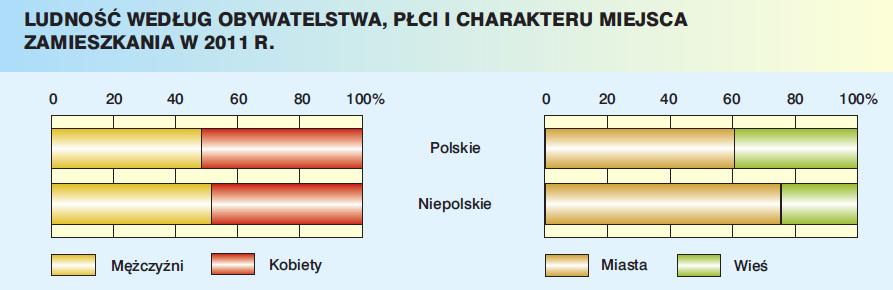 LUDNOŚĆ WEDŁUG OBYWATELSTWA, PŁCI I CHARAKTERU MIEJSCA
ZAMIESZKANIA W 2011 R.
0 20 40 60 80 100% 0 20 40 60 80 100%
Polskie
Niepolskie
Mężczyźni Kobiety Miasta Wieś